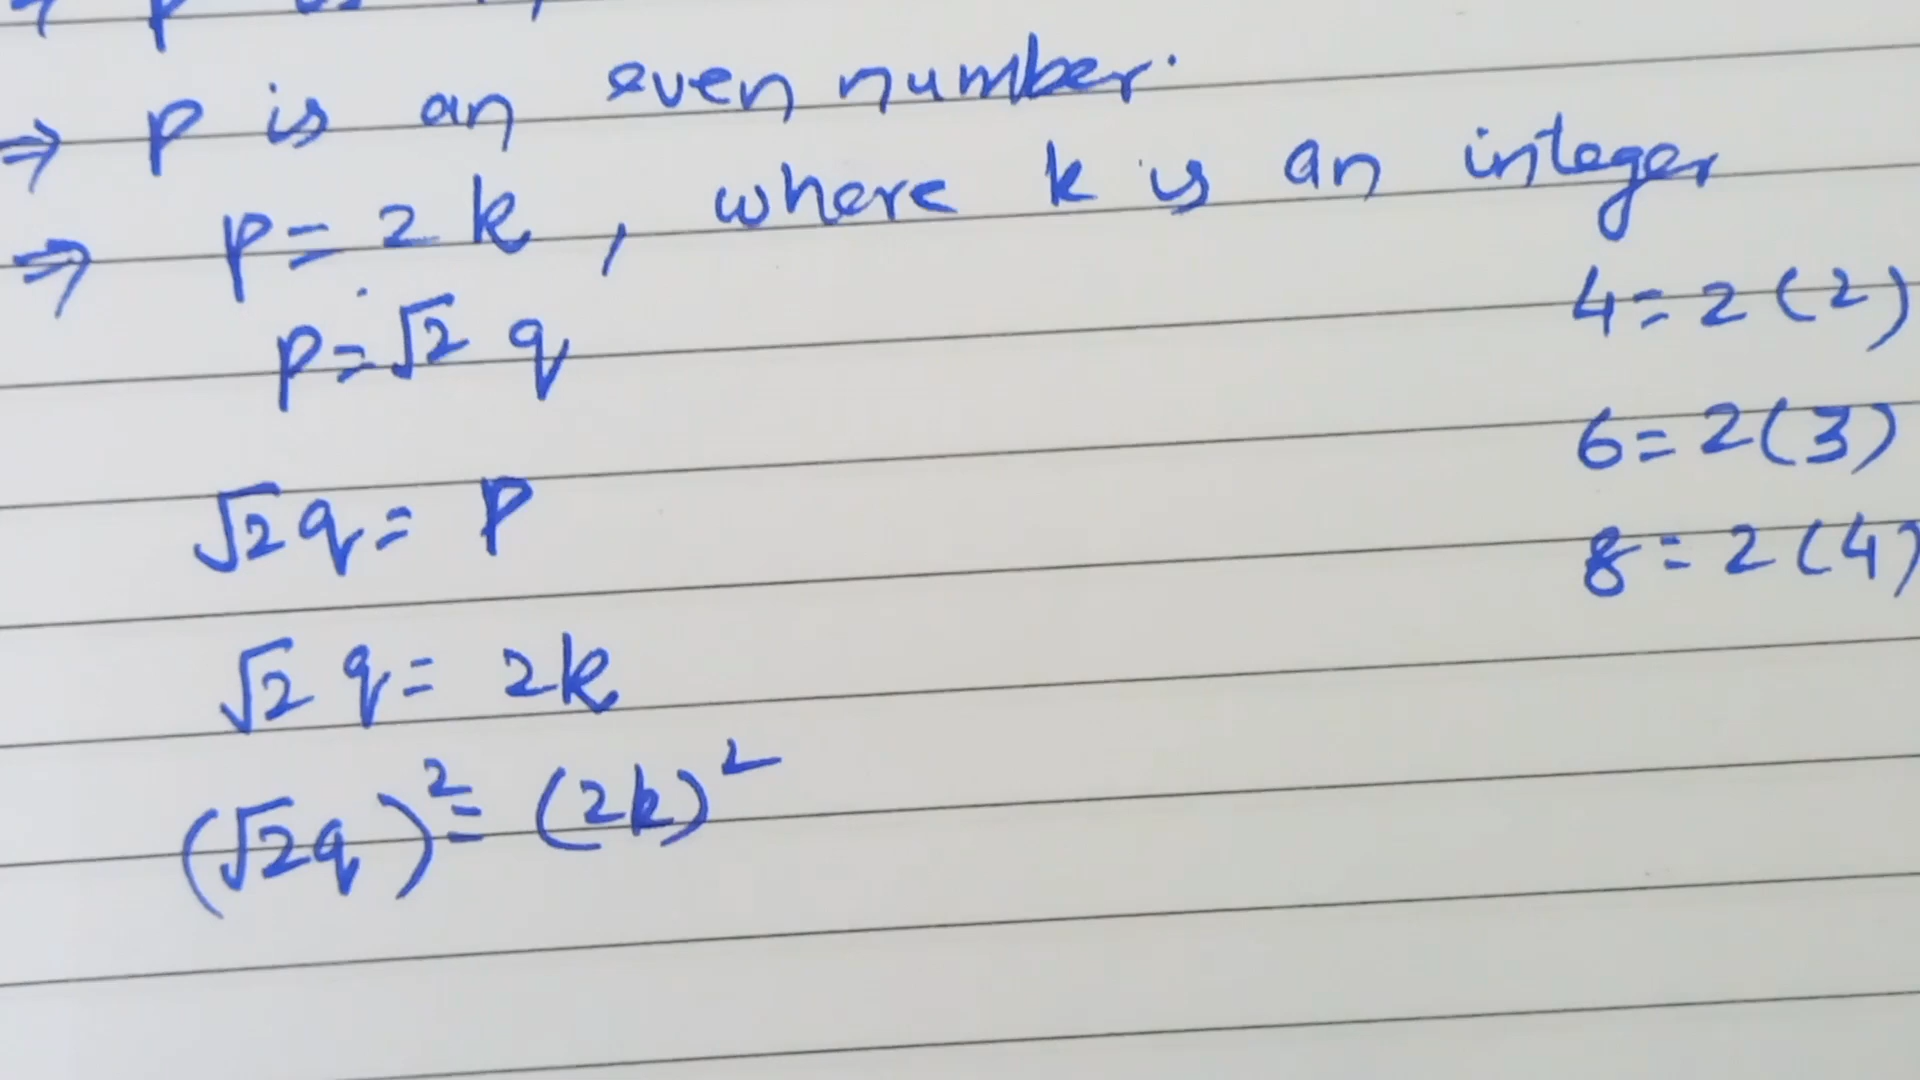 ⇒ p is an even number.
⇒ p = 2k, where k is an integer
p = √2 q
4 = 2(2)
√2q = p
6 = 2(3)
8 = 2(4)
√2 q = 2k
(√2q)² = (2k)²